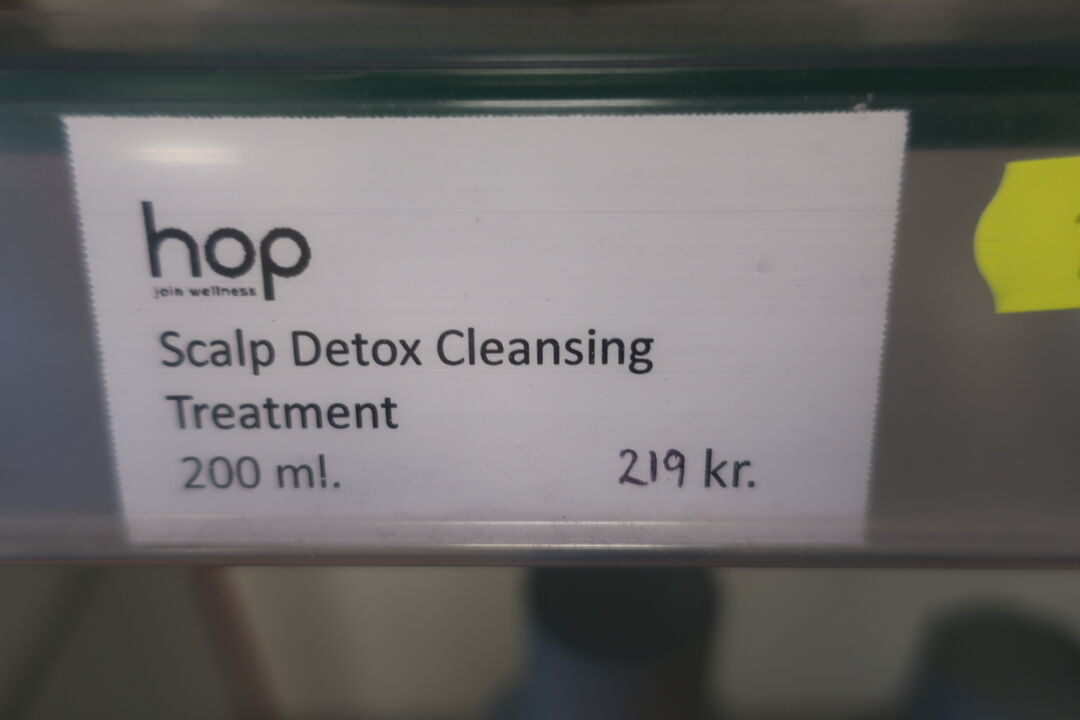 hop
join wellness
Scalp Detox Cleansing
Treatment
200 ml.
219 kr.